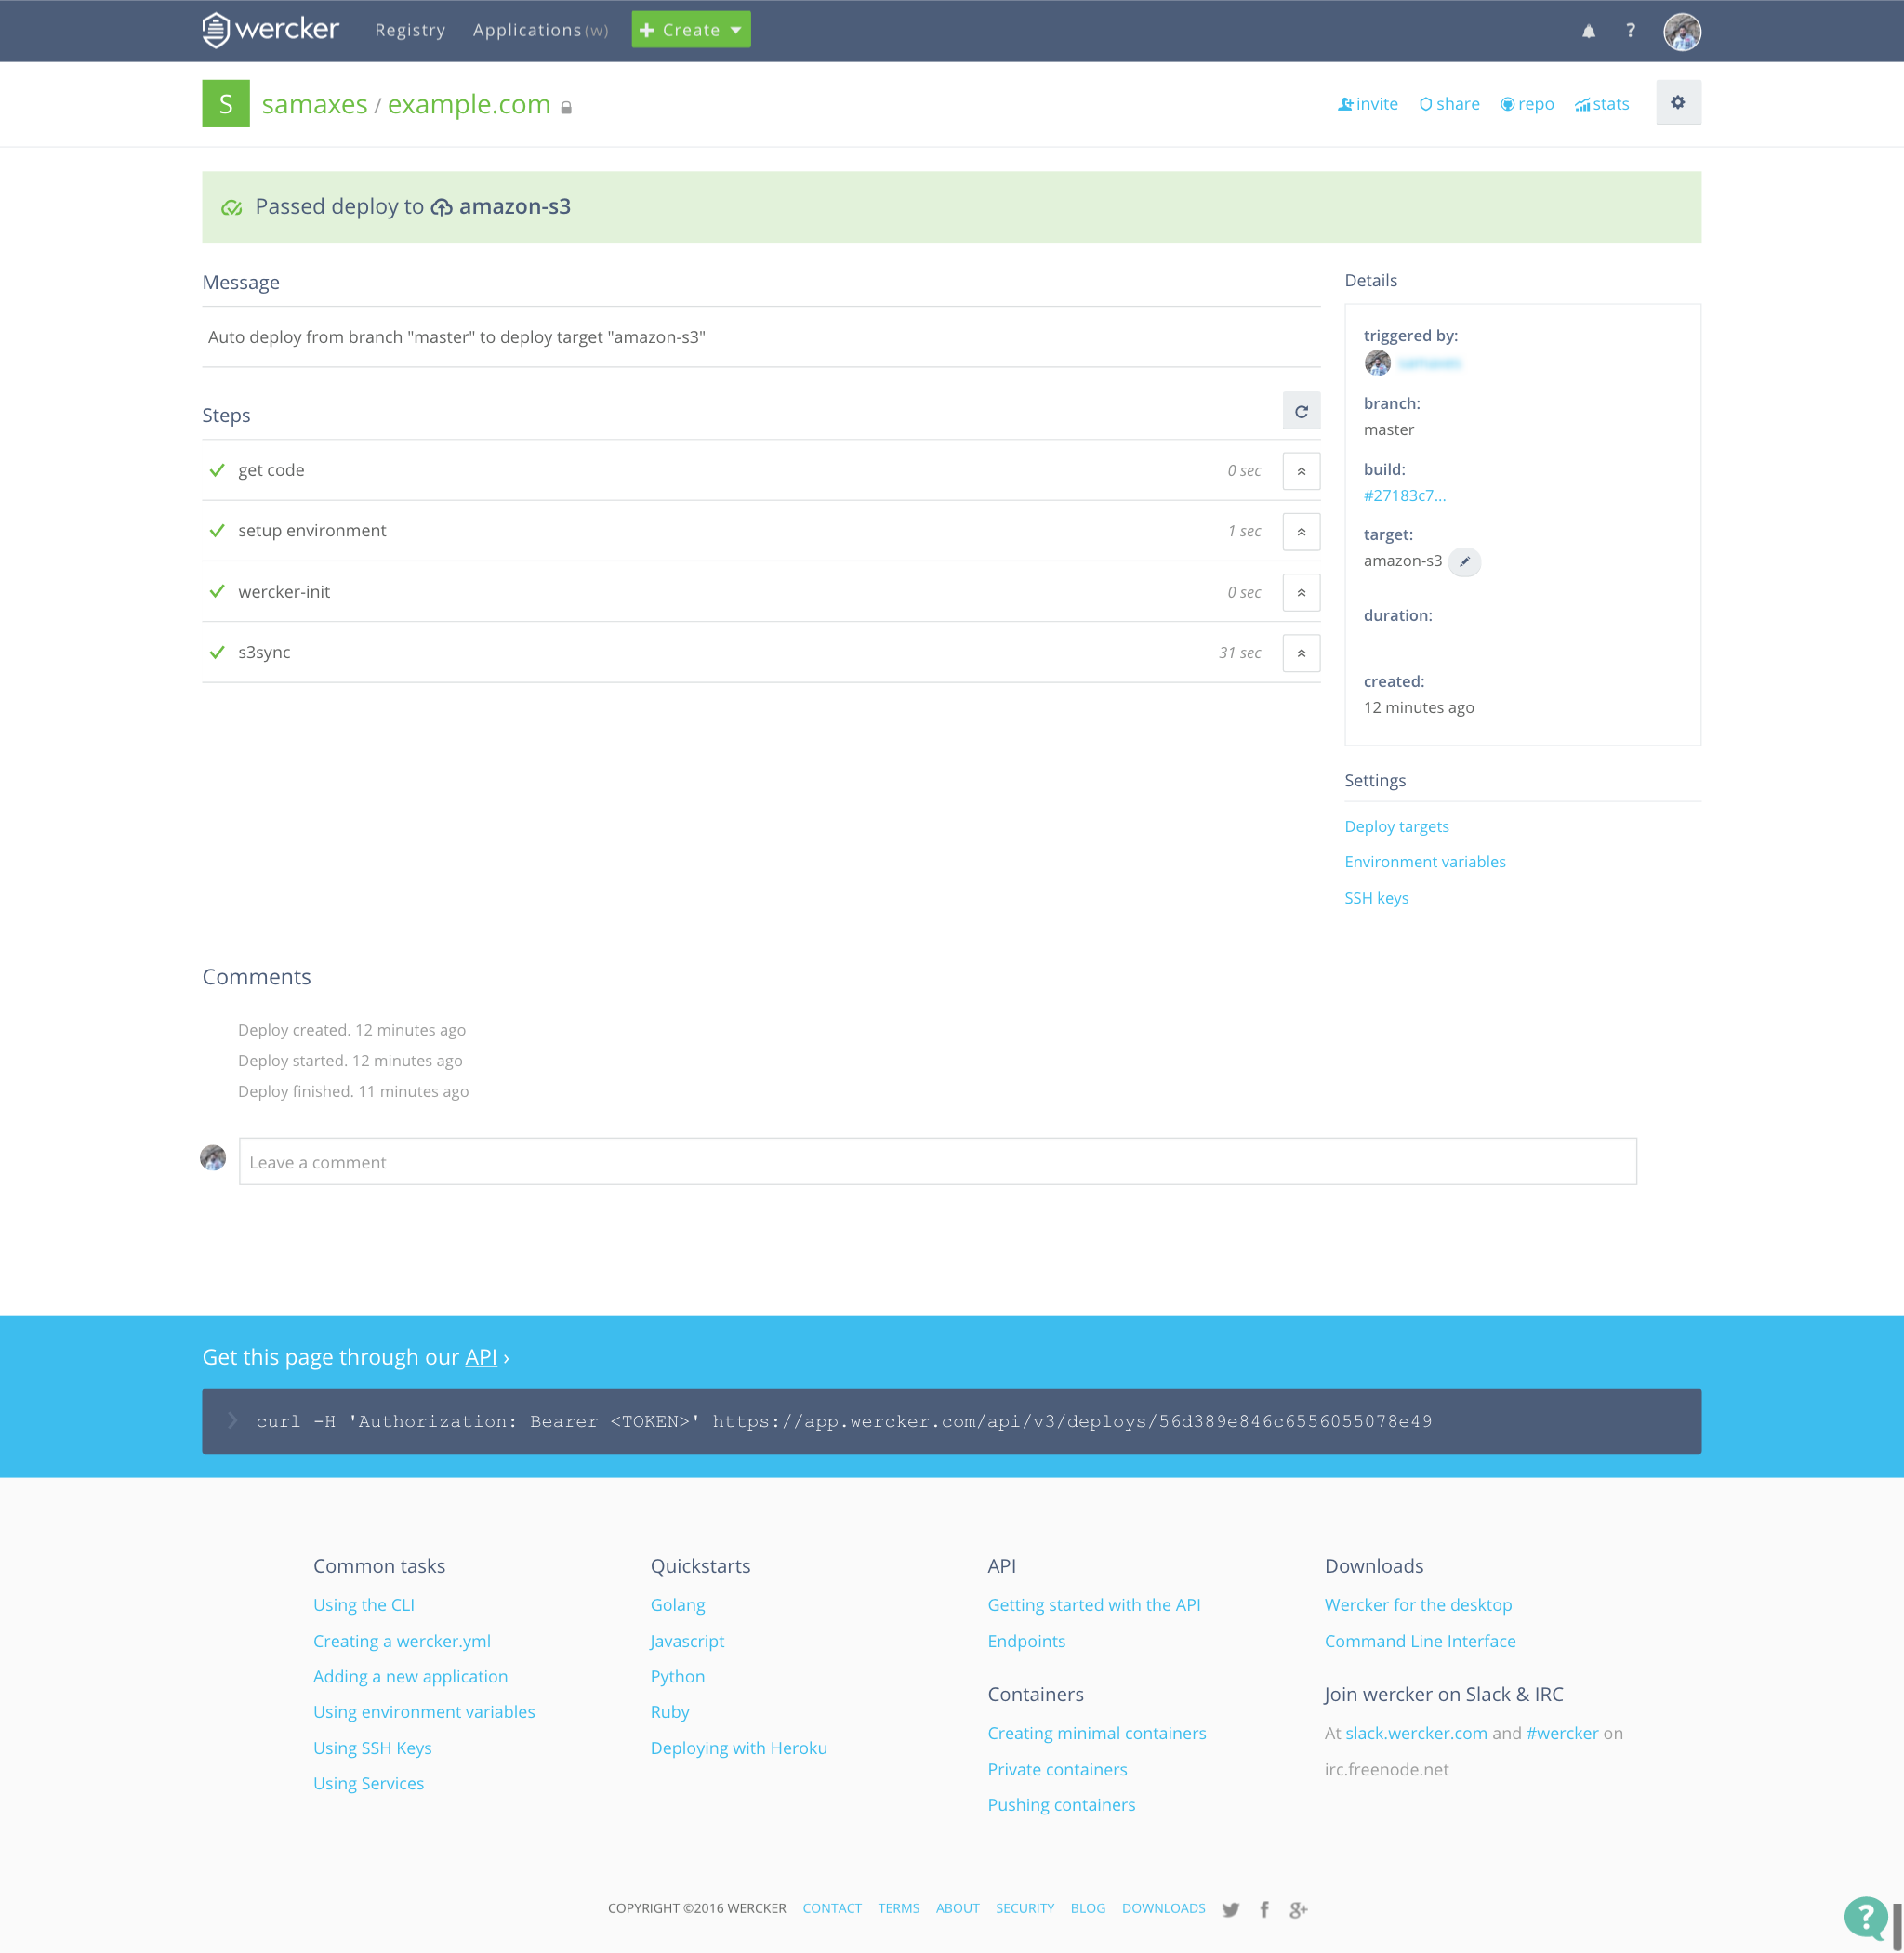 wercker Registry Applications (w) Create ?
S samaxes / example.com invite share repo stats
Passed deploy to amazon-s3
Message
Auto deploy from branch "master" to deploy target "amazon-s3"
Steps
get code 0 sec
setup environment 1 sec
wercker-init 0 sec
s3sync 31 sec
Details
triggered by:
samaxes
branch:
master
build:
#27183c7...
target:
amazon-s3
duration:
created:
12 minutes ago
Settings
Deploy targets
Environment variables
SSH keys
Comments
Deploy created. 12 minutes ago
Deploy started. 12 minutes ago
Deploy finished. 11 minutes ago
Leave a comment
Get this page through our API ›
curl -H 'Authorization: Bearer <TOKEN>' https://app.wercker.com/api/v3/deploys/56d389e846c6556055078e49
Common tasks
Using the CLI
Creating a wercker.yml
Adding a new application
Using environment variables
Using SSH Keys
Using Services
Quickstarts
Golang
Javascript
Python
Ruby
Deploying with Heroku
API
Getting started with the API
Endpoints
Containers
Creating minimal containers
Private containers
Pushing containers
Downloads
Wercker for the desktop
Command Line Interface
Join wercker on Slack & IRC
At slack.wercker.com and #wercker on
irc.freenode.net
COPYRIGHT ©2016 WERCKER CONTACT TERMS ABOUT SECURITY BLOG DOWNLOADS
?